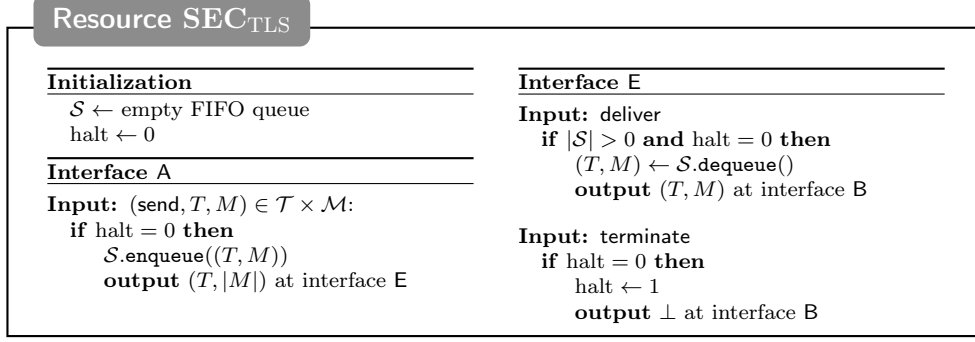 Resource SEC_TLS
Initialization
𝒮 ← empty FIFO queue
halt ← 0
Interface A
Input: (send, T, M) ∈ 𝒯 × ℳ:
if halt = 0 then
𝒮.enqueue((T, M))
output (T, |M|) at interface E
Interface E
Input: deliver
if |𝒮| > 0 and halt = 0 then
(T, M) ← 𝒮.dequeue()
output (T, M) at interface B
Input: terminate
if halt = 0 then
halt ← 1
output ⊥ at interface B